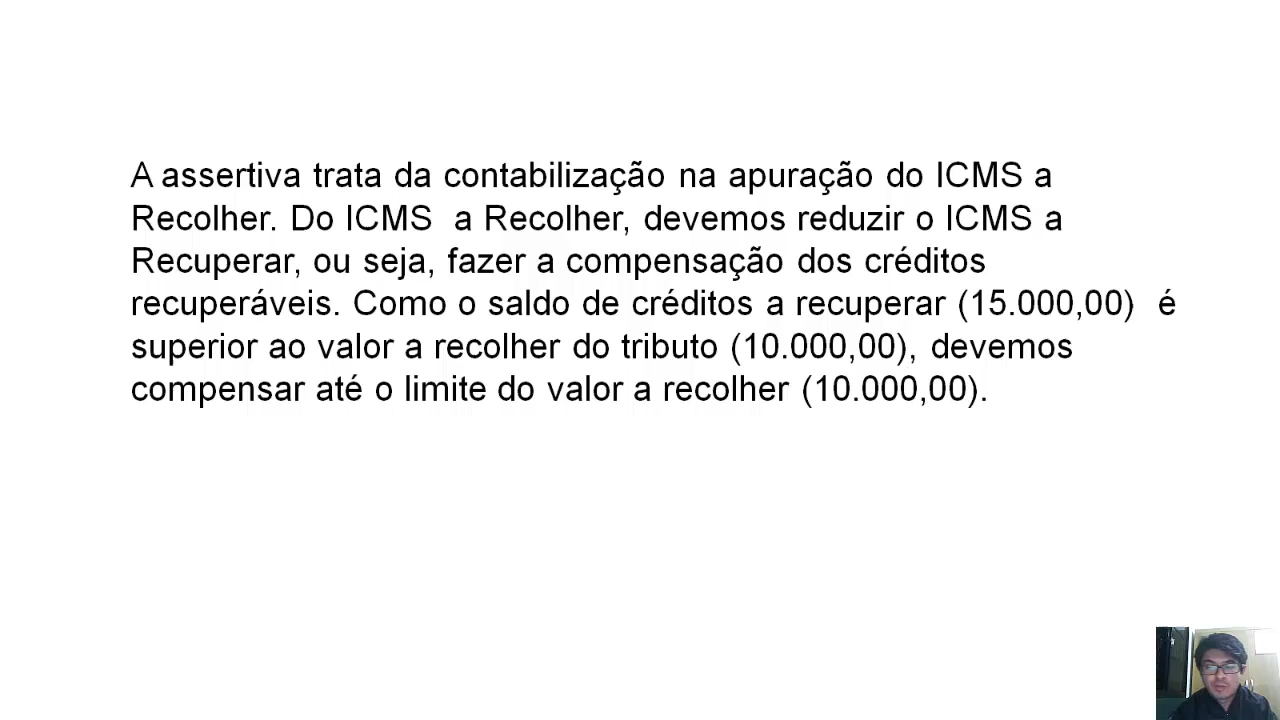 A assertiva trata da contabilização na apuração do ICMS a
Recolher. Do ICMS  a Recolher, devemos reduzir o ICMS a
Recuperar, ou seja, fazer a compensação dos créditos
recuperáveis. Como o saldo de créditos a recuperar (15.000,00)  é
superior ao valor a recolher do tributo (10.000,00), devemos
compensar até o limite do valor a recolher (10.000,00).